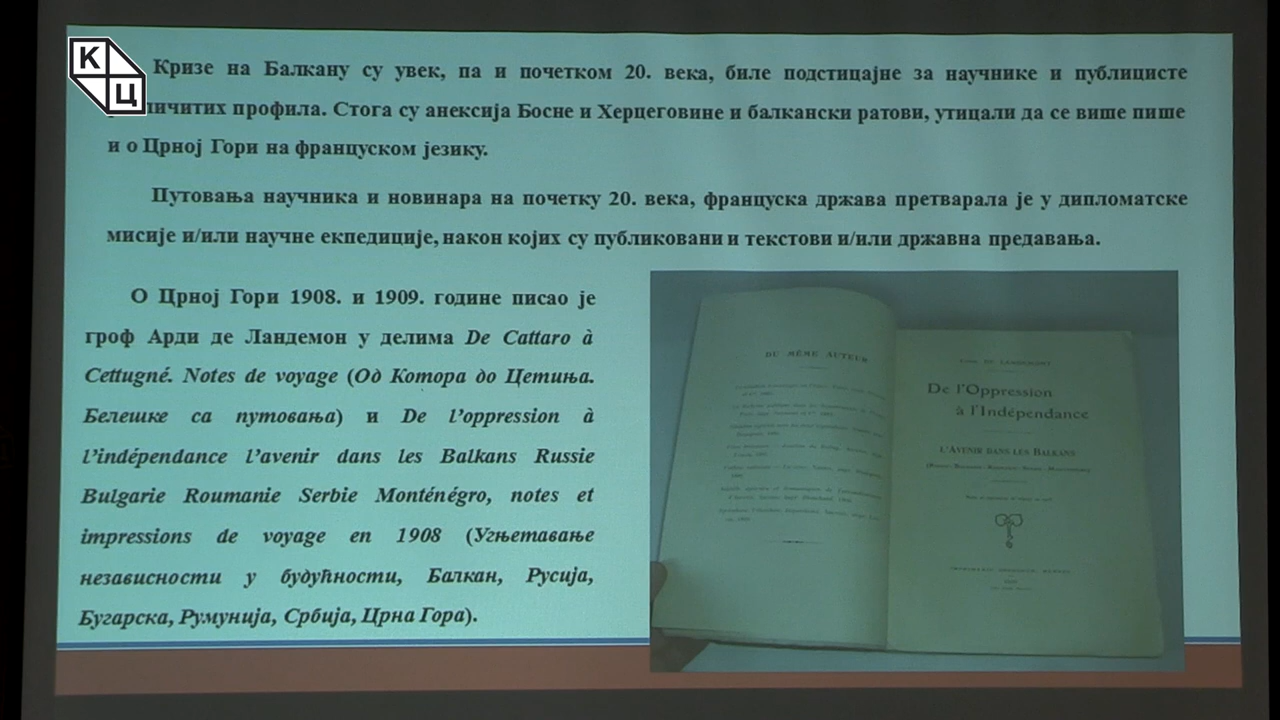 К
Ц
Кризе на Балкану су увек, па и почетком 20. века, биле подстицајне за научнике и публицисте
профила. Стога су анексија Босне и Херцеговине и балкански ратови, утицали да се више пише
и о Црној Гори на француском језику.
Путовања научника и новинара на почетку 20. века, француска држава претварала је у дипломатске
мисије и/или научне екпедиције, након којих су публиковани и текстови и/или државна предавања.
О Црној Гори 1908. и 1909. године писао је
гроф Арди де Ландемон у делима De Cattaro à
Cettugné. Notes de voyage (Од Котора до Цетиња.
Белешке са путовања) и De l’oppression à
l’indépendance l’avenir dans les Balkans Russie
Bulgarie Roumanie Serbie Monténégro, notes et
impressions de voyage en 1908 (Угњетавање
независности у будућности, Балкан, Русија,
Бугарска, Румунија, Србија, Црна Гора).
DU MÊME AUTEUR
De l'Oppression
à l'Indépendance
L'AVENIR DANS LES BALKANS